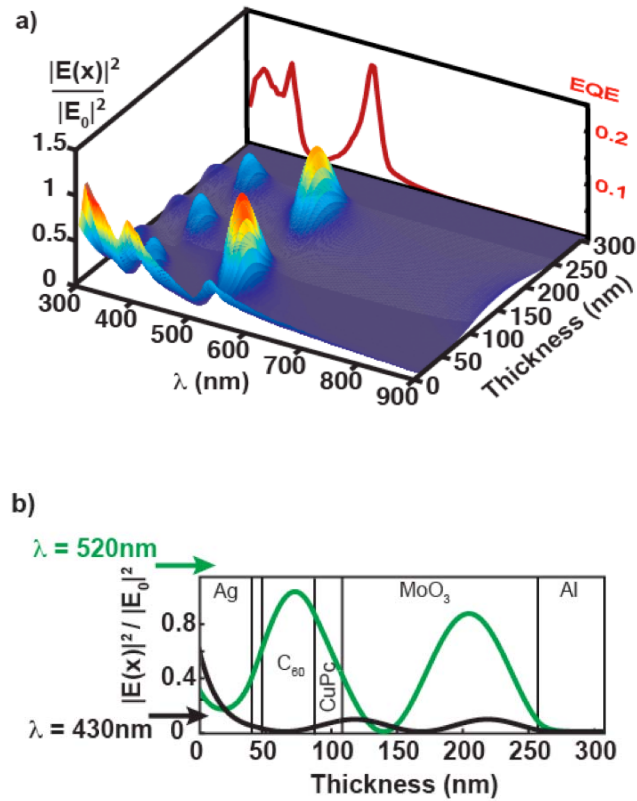 a)
|E(x)|²
|E₀|²
EQE
0.2
0.1
1.5
1
0.5
0
300
400
500
600
700
800
900
λ (nm)
0
50
100
150
200
250
300
Thickness (nm)
b)
λ = 520nm
λ = 430nm
|E(x)|² / |E₀|²
0.8
0.4
0
Ag
C₆₀
CuPc
MoO₃
Al
0 50 100 150 200 250 300
Thickness (nm)